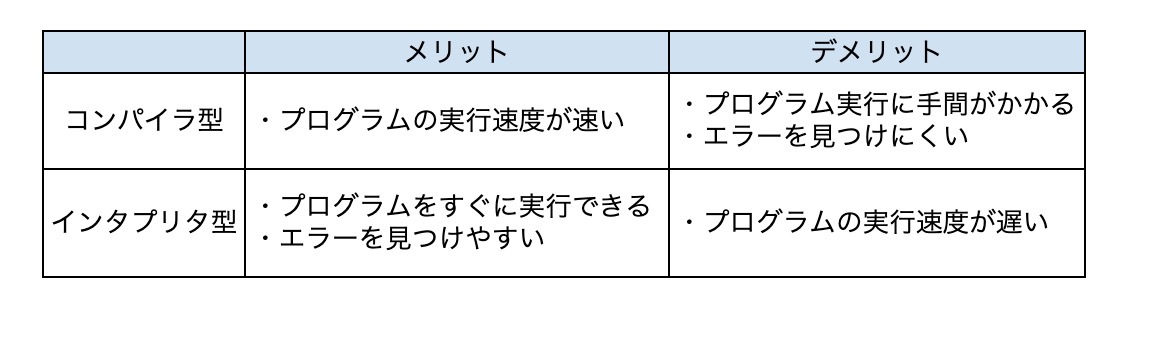 メリット
デメリット
コンパイラ型
・プログラムの実行速度が速い
・プログラム実行に手間がかかる
・エラーを見つけにくい
インタプリタ型
・プログラムをすぐに実行できる
・エラーを見つけやすい
・プログラムの実行速度が遅い